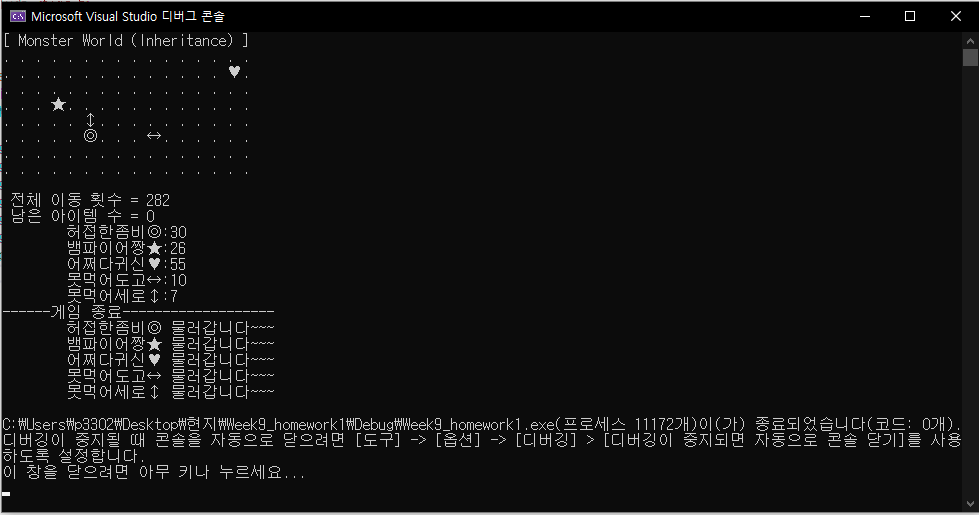 Microsoft Visual Studio 디버그 콘솔
[ Monster World (Inheritance) ]
. . . . . . . . . . . . . . . .
. . . . . . . . . . . . . . ♥ .
. . . . . . . . . . . . . . . .
. . . ★ . . . . . . . . . . . .
. . . . . ↕ . . . . . . . . . .
. . . . . ◎ . . . ↔ . . . . . .
. . . . . . . . . . . . . . . .
. . . . . . . . . . . . . . . .
전체 이동 횟수 = 282
남은 아이템 수 = 0
허접한좀비◎:30
뱀파이어짱★:26
어쩌다귀신♥:55
못먹어도고↔:10
못먹어세로↕:7
------게임 종료-------------------
허접한좀비◎ 물러갑니다~~~
뱀파이어짱★ 물러갑니다~~~
어쩌다귀신♥ 물러갑니다~~~
못먹어도고↔ 물러갑니다~~~
못먹어세로↕ 물러갑니다~~~
C:₩Users₩p3302₩Desktop₩현지₩Week9_homework1₩Debug₩Week9_homework1.exe(프로세스 11172개)이(가) 종료되었습니다(코드: 0개).
디버깅이 중지될 때 콘솔을 자동으로 닫으려면 [도구] -> [옵션] -> [디버깅] > [디버깅이 중지되면 자동으로 콘솔 닫기]를 사용
하도록 설정합니다.
이 창을 닫으려면 아무 키나 누르세요...